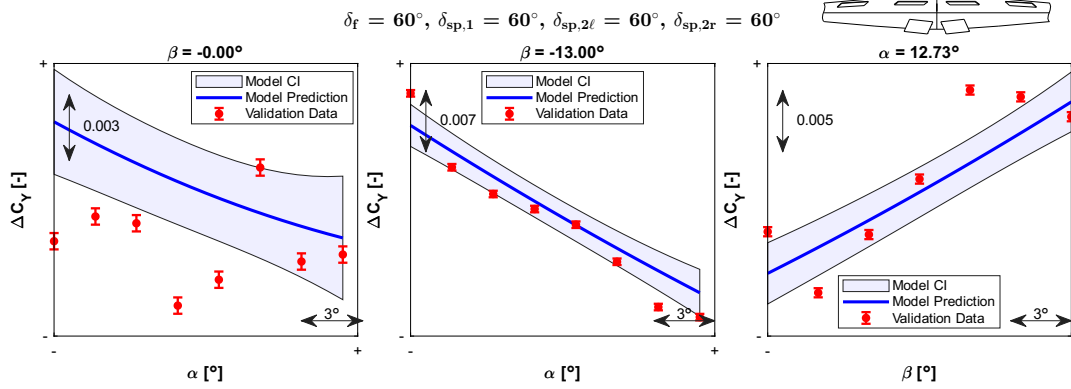 δf = 60°, δsp,1 = 60°, δsp,2ℓ = 60°, δsp,2r = 60°
β = -0.00°
+
Model CI
Model Prediction
Validation Data
0.003
ΔCY [-]
3°
-
-
+
α [°]
β = -13.00°
+
Model CI
Model Prediction
Validation Data
0.007
ΔCY [-]
3°
-
-
+
α [°]
α = 12.73°
+
0.005
ΔCY [-]
Model CI
Model Prediction
Validation Data
3°
-
-
+
β [°]